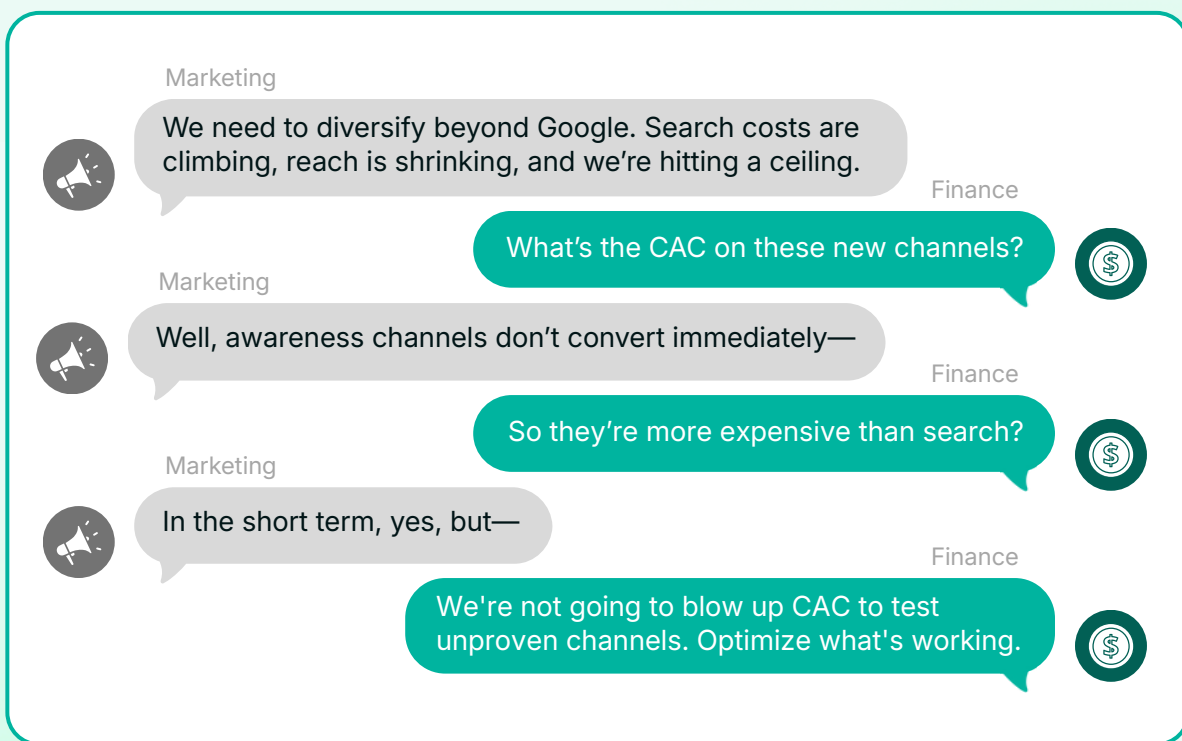 Marketing
We need to diversify beyond Google. Search costs are
climbing, reach is shrinking, and we’re hitting a ceiling.
Finance
What’s the CAC on these new channels?
Marketing
Well, awareness channels don’t convert immediately—
Finance
So they’re more expensive than search?
Marketing
In the short term, yes, but—
Finance
We're not going to blow up CAC to test
unproven channels. Optimize what's working.